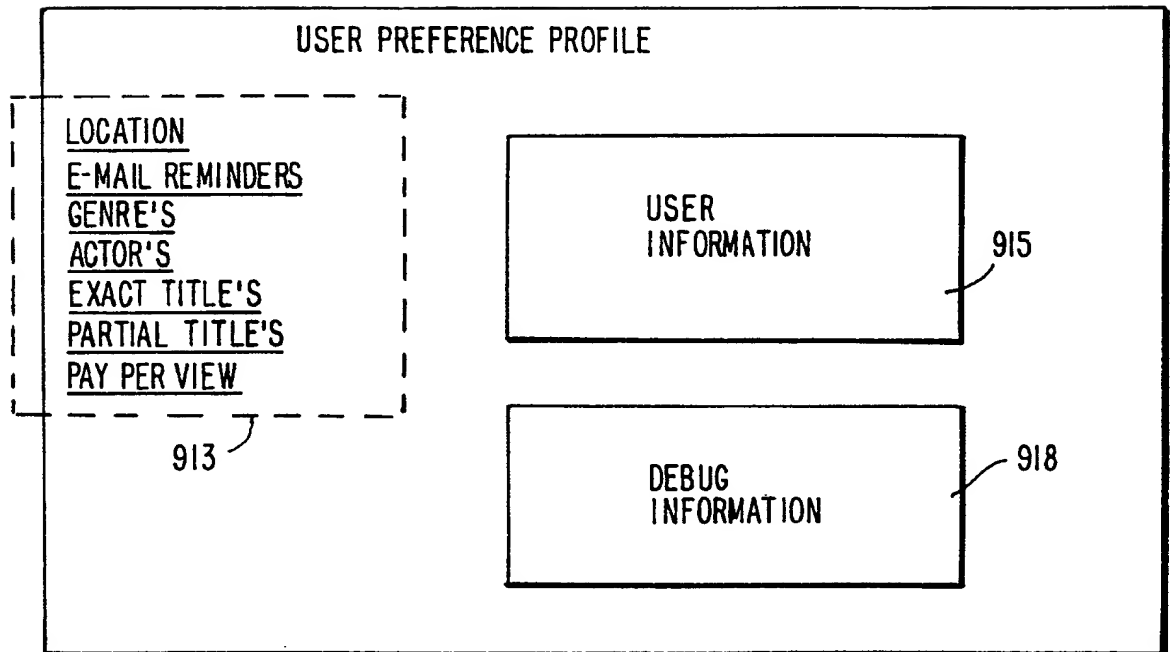 USER PREFERENCE PROFILE
LOCATION
E-MAIL REMINDERS
GENRE'S
ACTOR'S
EXACT TITLE'S
PARTIAL TITLE'S
PAY PER VIEW
913
USER
INFORMATION
915
DEBUG
INFORMATION
918